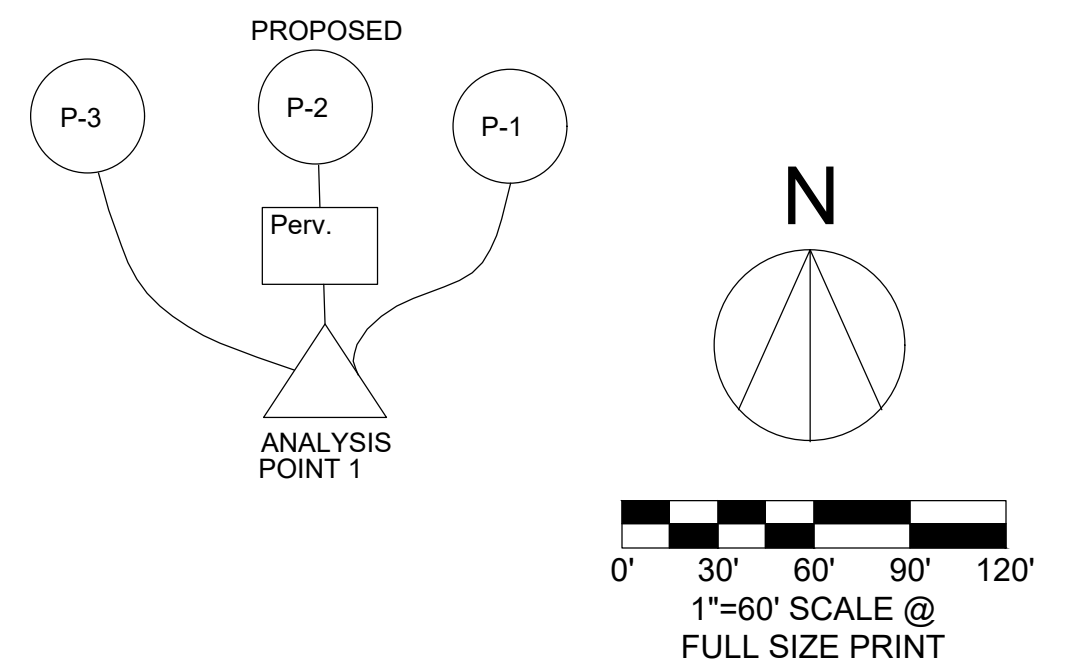 PROPOSED
P-3
P-2
P-1
Perv.
ANALYSIS
POINT 1
N
0' 30' 60' 90' 120'
1"=60' SCALE @
FULL SIZE PRINT